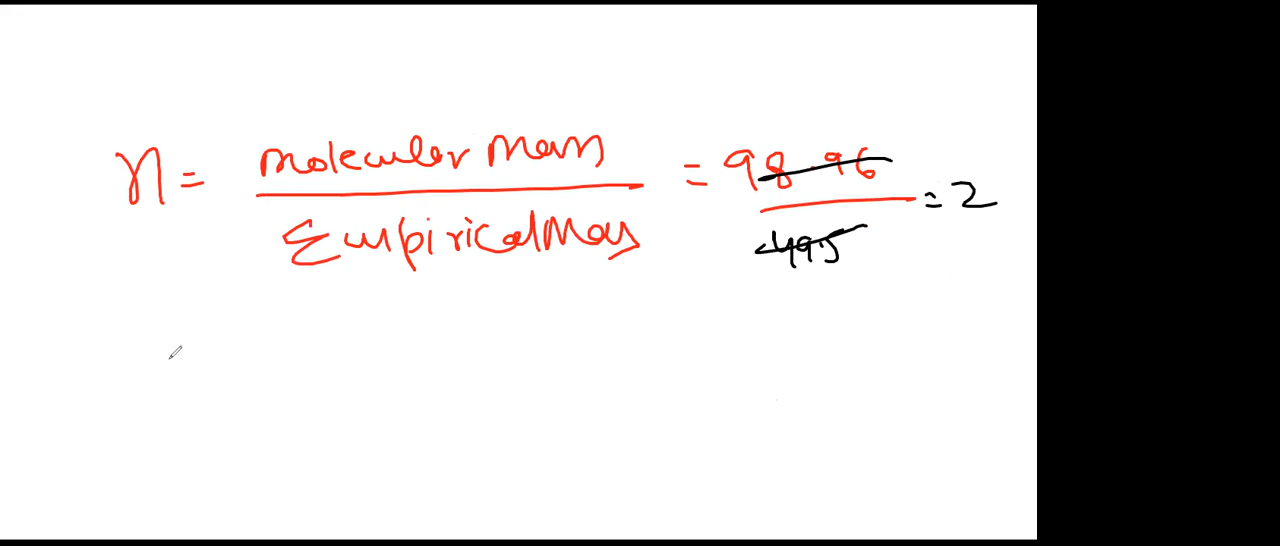 n = molecular mass / Empirical Mass = 98.96 / 49.5 = 2